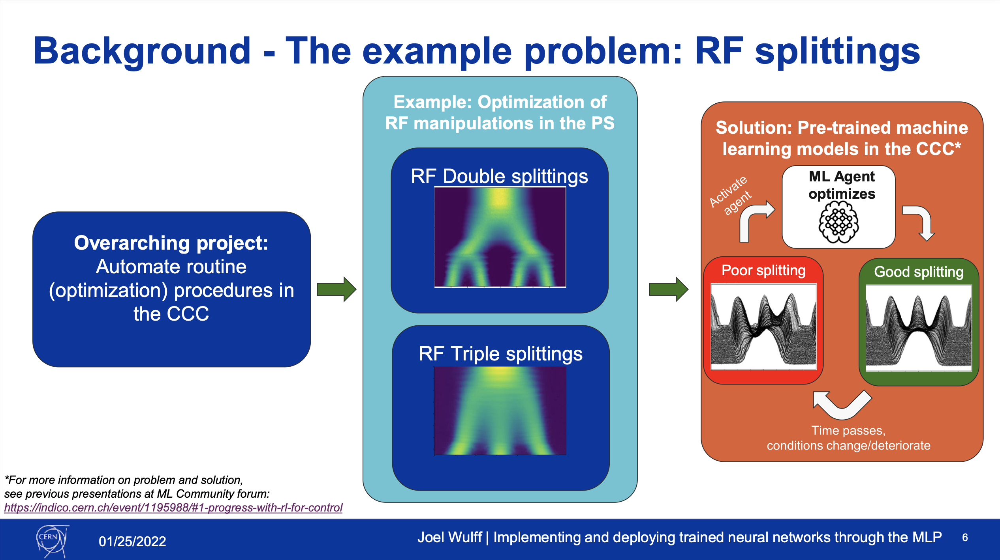 Background - The example problem: RF splittings
Overarching project:
Automate routine
(optimization) procedures in
the CCC
Example: Optimization of
RF manipulations in the PS
RF Double splittings
RF Triple splittings
Solution: Pre-trained machine
learning models in the CCC*
Activate
agent
ML Agent
optimizes
Poor splitting
Good splitting
Time passes,
conditions change/deteriorate
*For more information on problem and solution,
see previous presentations at ML Community forum:
https://indico.cern.ch/event/1195988/#1-progress-with-rl-for-control
CERN
01/25/2022
Joel Wulff | Implementing and deploying trained neural networks through the MLP
6